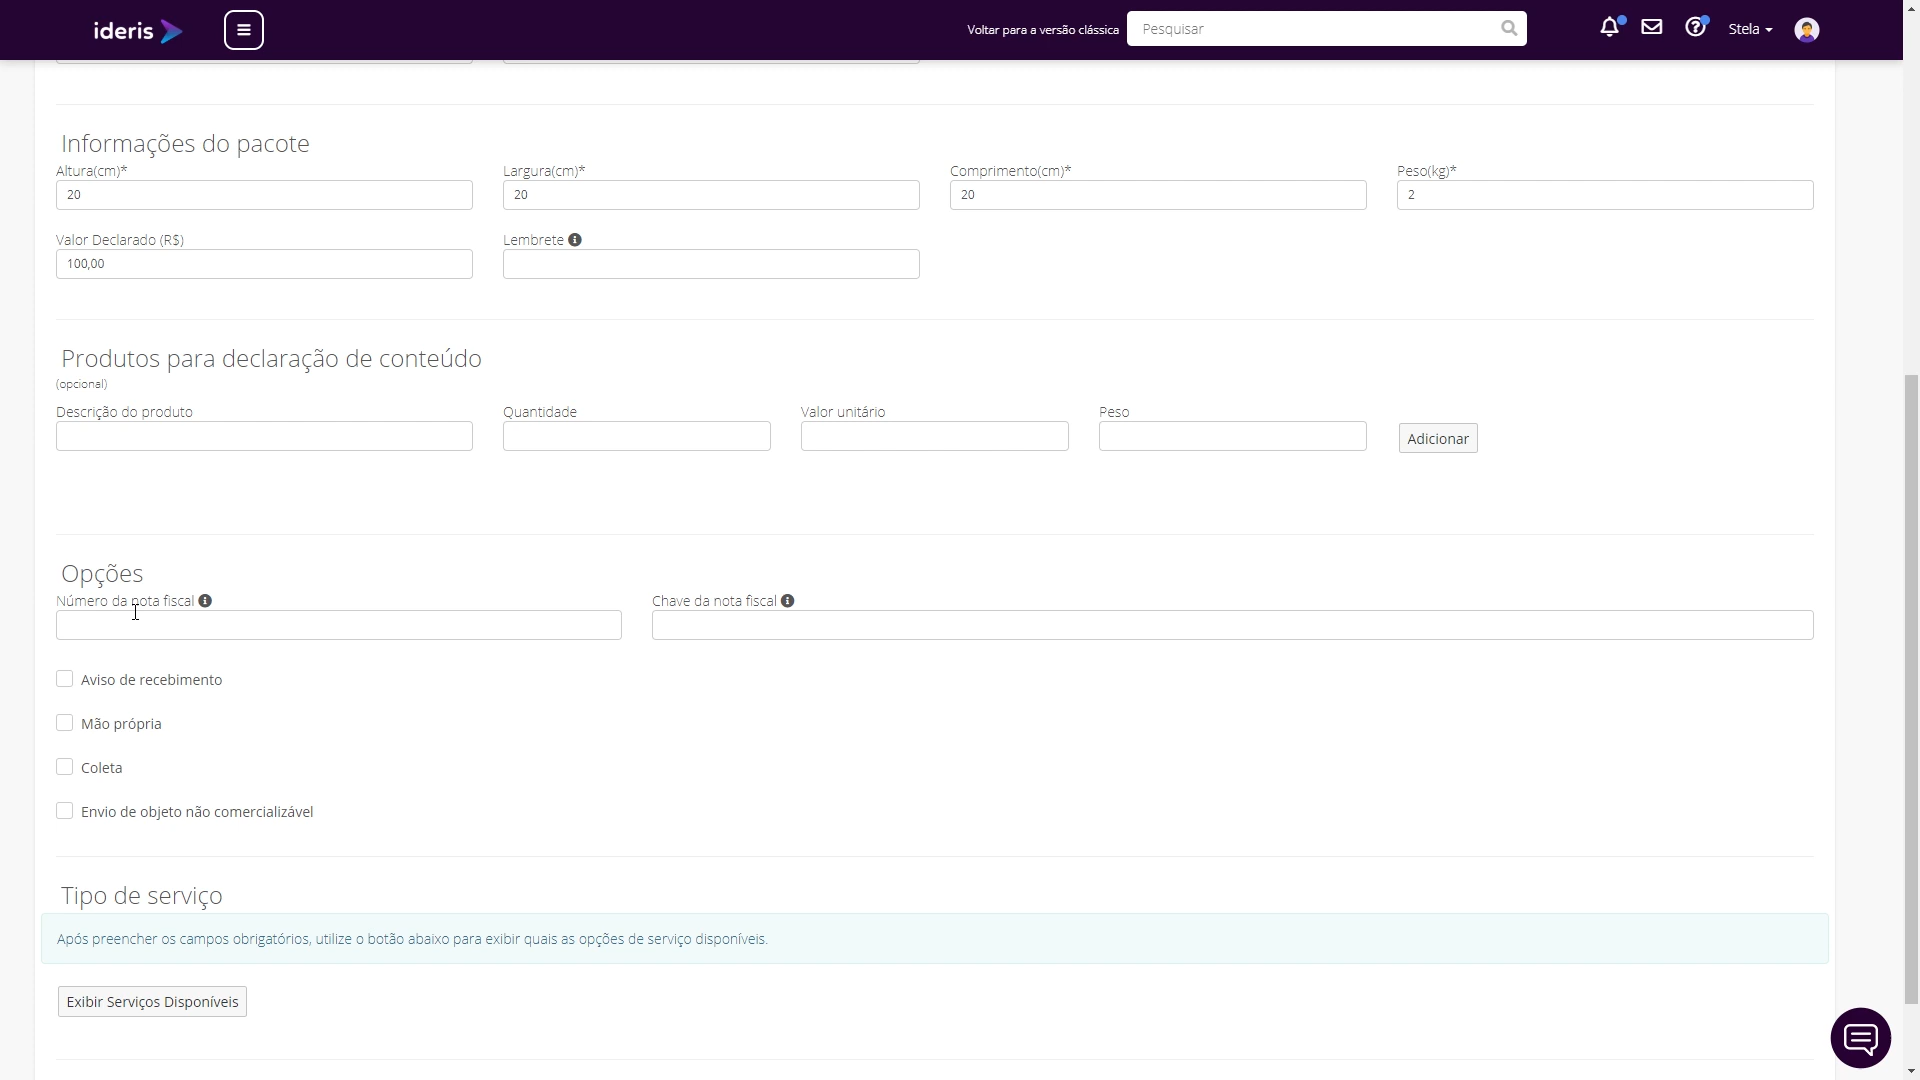 ideris
Voltar para a versão clássica
Pesquisar
Stela
Informações do pacote
Altura(cm)* Largura(cm)* Comprimento(cm)* Peso(kg)*
20 20 20 2
Valor Declarado (R$) Lembrete
100,00
Produtos para declaração de conteúdo
(opcional)
Descrição do produto Quantidade Valor unitário Peso
Adicionar
Opções
Número da nota fiscal Chave da nota fiscal
Aviso de recebimento
Mão própria
Coleta
Envio de objeto não comercializável
Tipo de serviço
Após preencher os campos obrigatórios, utilize o botão abaixo para exibir quais as opções de serviço disponíveis.
Exibir Serviços Disponíveis